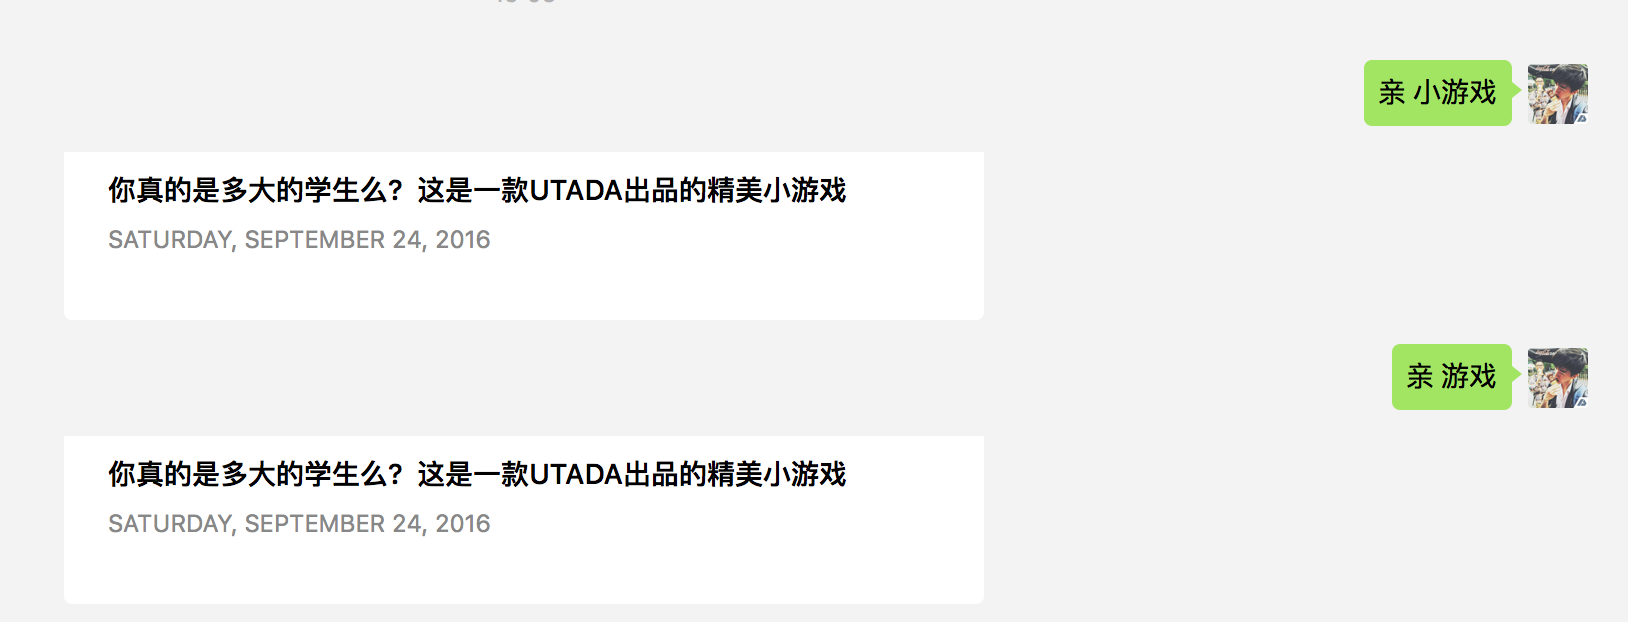 亲 小游戏
你真的是多大的学生么？这是一款UTADA出品的精美小游戏
SATURDAY, SEPTEMBER 24, 2016
亲 游戏
你真的是多大的学生么？这是一款UTADA出品的精美小游戏
SATURDAY, SEPTEMBER 24, 2016